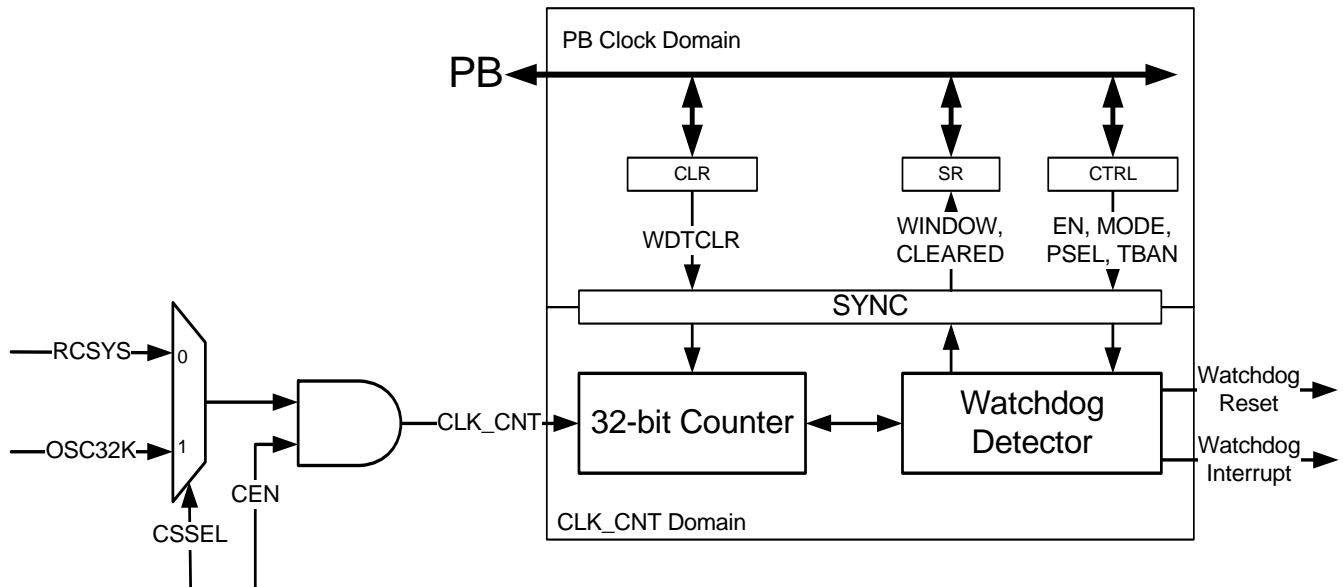 PB Clock Domain
PB
CLR
SR
CTRL
WDTCLR
WINDOW,
CLEARED
EN, MODE,
PSEL, TBAN
SYNC
RCSYS
0
OSC32K
1
CSSEL
CEN
CLK_CNT
32-bit Counter
Watchdog
Detector
Watchdog
Reset
Watchdog
Interrupt
CLK_CNT Domain